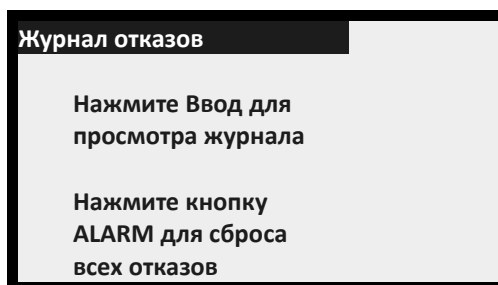 Журнал отказов
Нажмите Ввод для
просмотра журнала
Нажмите кнопку
ALARM для сброса
всех отказов